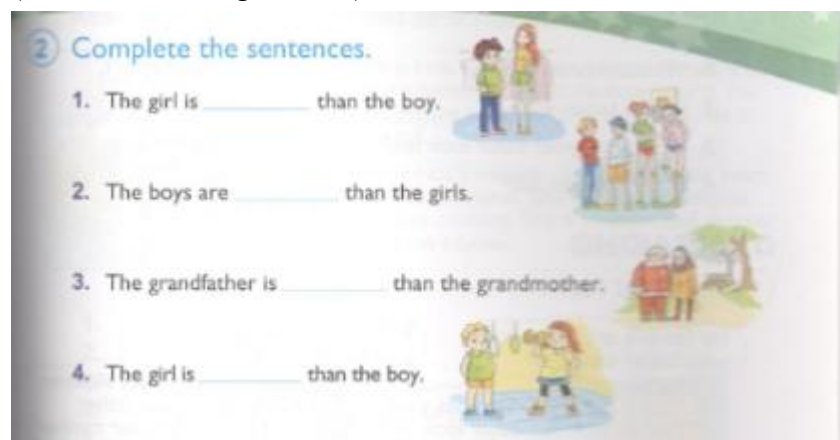 2 Complete the sentences.
1. The girl is ________ than the boy.
2. The boys are ________ than the girls.
3. The grandfather is ________ than the grandmother.
4. The girl is ________ than the boy.